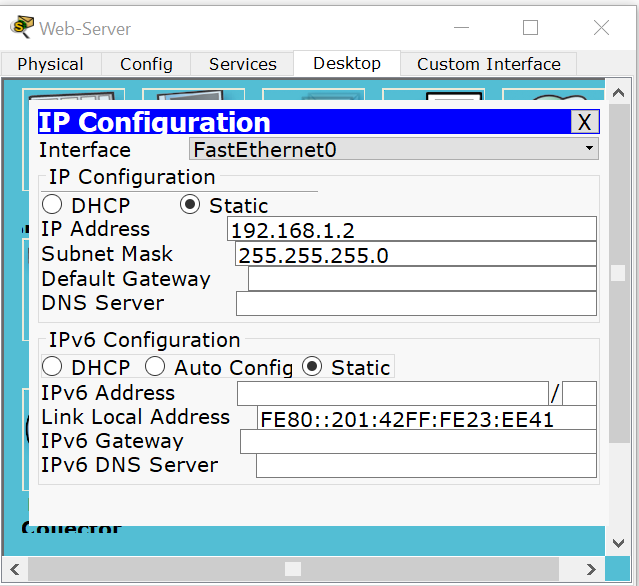 Web-Server
Physical Config Services Desktop Custom Interface
IP Configuration X
Interface FastEthernet0
IP Configuration
DHCP Static
IP Address 192.168.1.2
Subnet Mask 255.255.255.0
Default Gateway
DNS Server
IPv6 Configuration
DHCP Auto Config Static
IPv6 Address /
Link Local Address FE80::201:42FF:FE23:EE41
IPv6 Gateway
IPv6 DNS Server
Collector